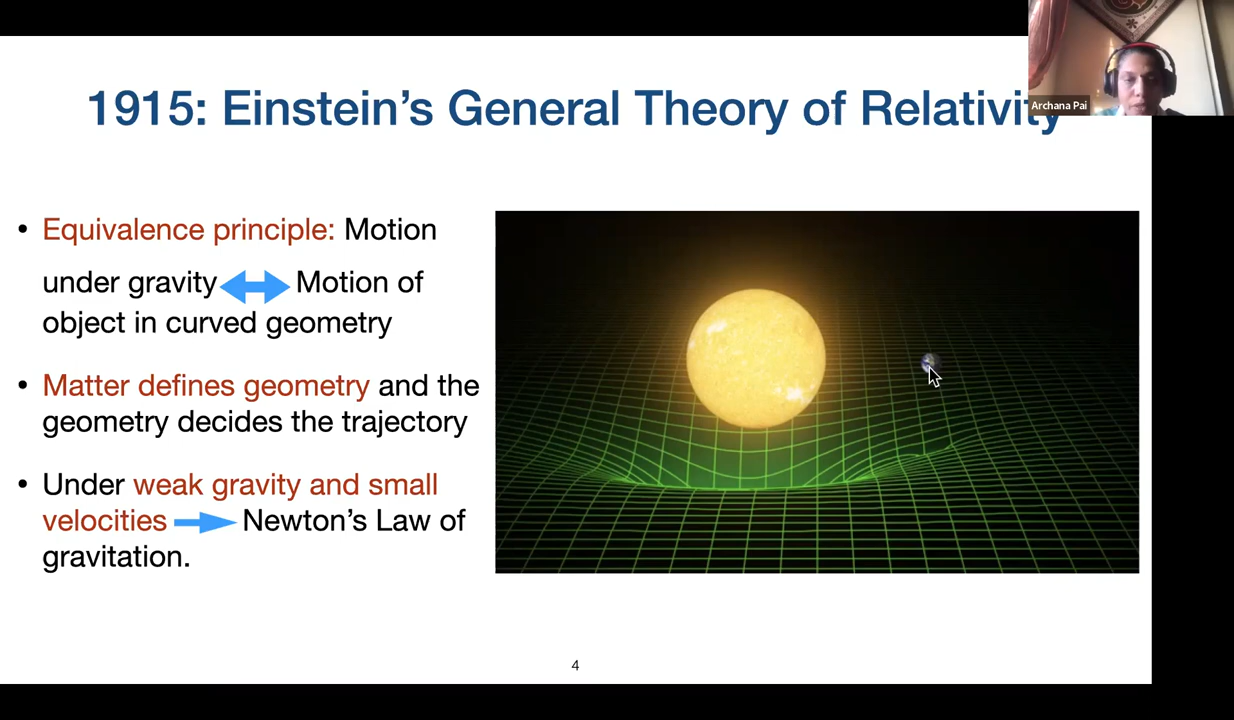 1915: Einstein's General Theory of Relativity
Archana Pai
• Equivalence principle: Motion
under gravity Motion of
object in curved geometry
• Matter defines geometry and the
geometry decides the trajectory
• Under weak gravity and small
velocities Newton's Law of
gravitation.
4